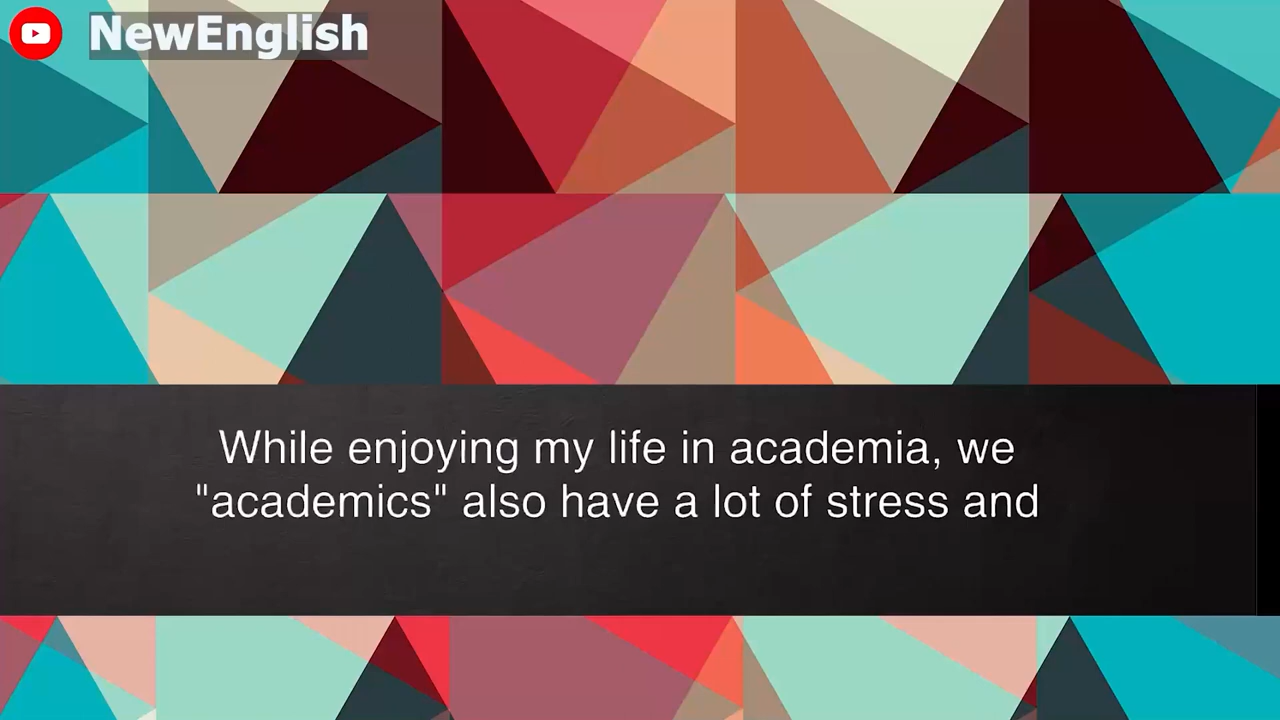 NewEnglish
While enjoying my life in academia, we
"academics" also have a lot of stress and